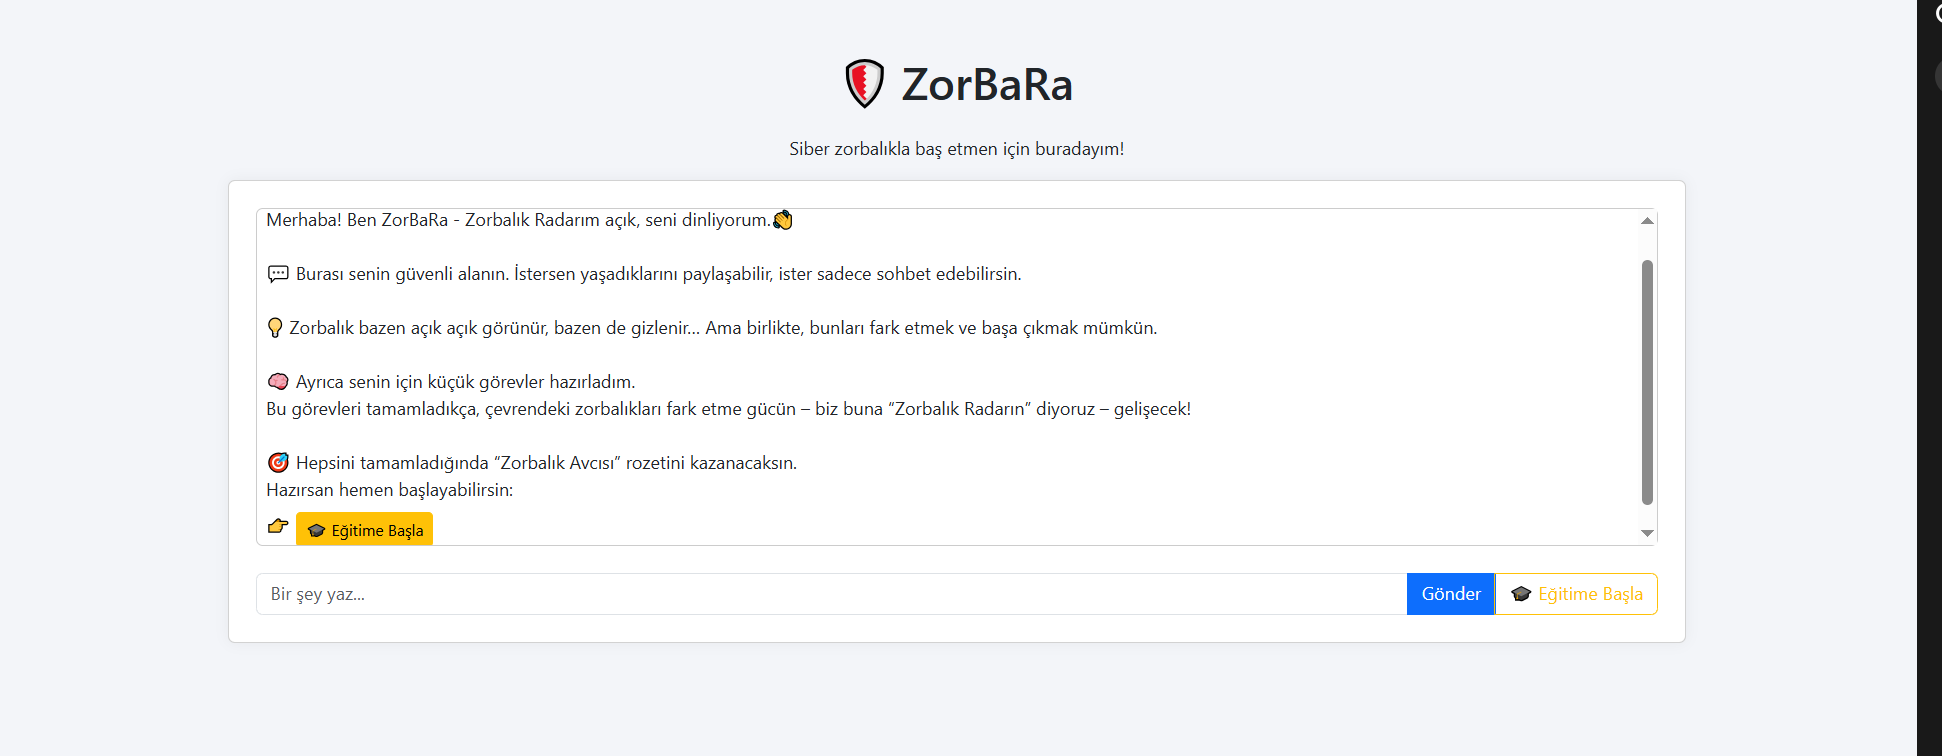 ZorBaRa
Siber zorbalıkla baş etmen için buradayım!
Merhaba! Ben ZorBaRa - Zorbalık Radarım açık, seni dinliyorum.👏
💬 Burası senin güvenli alanın. İstersen yaşadıklarını paylaşabilir, ister sadece sohbet edebilirsin.
💡 Zorbalık bazen açık açık görünür, bazen de gizlenir... Ama birlikte, bunları fark etmek ve başa çıkmak mümkün.
🧠 Ayrıca senin için küçük görevler hazırladım.
Bu görevleri tamamladıkça, çevrendeki zorbalıkları fark etme gücün – biz buna “Zorbalık Radarın” diyoruz – gelişecek!
🎯 Hepsini tamamladığında “Zorbalık Avcısı” rozetini kazanacaksın.
Hazırsan hemen başlayabilirsin:
👉 🎓 Eğitime Başla
Bir şey yaz...
Gönder
🎓 Eğitime Başla